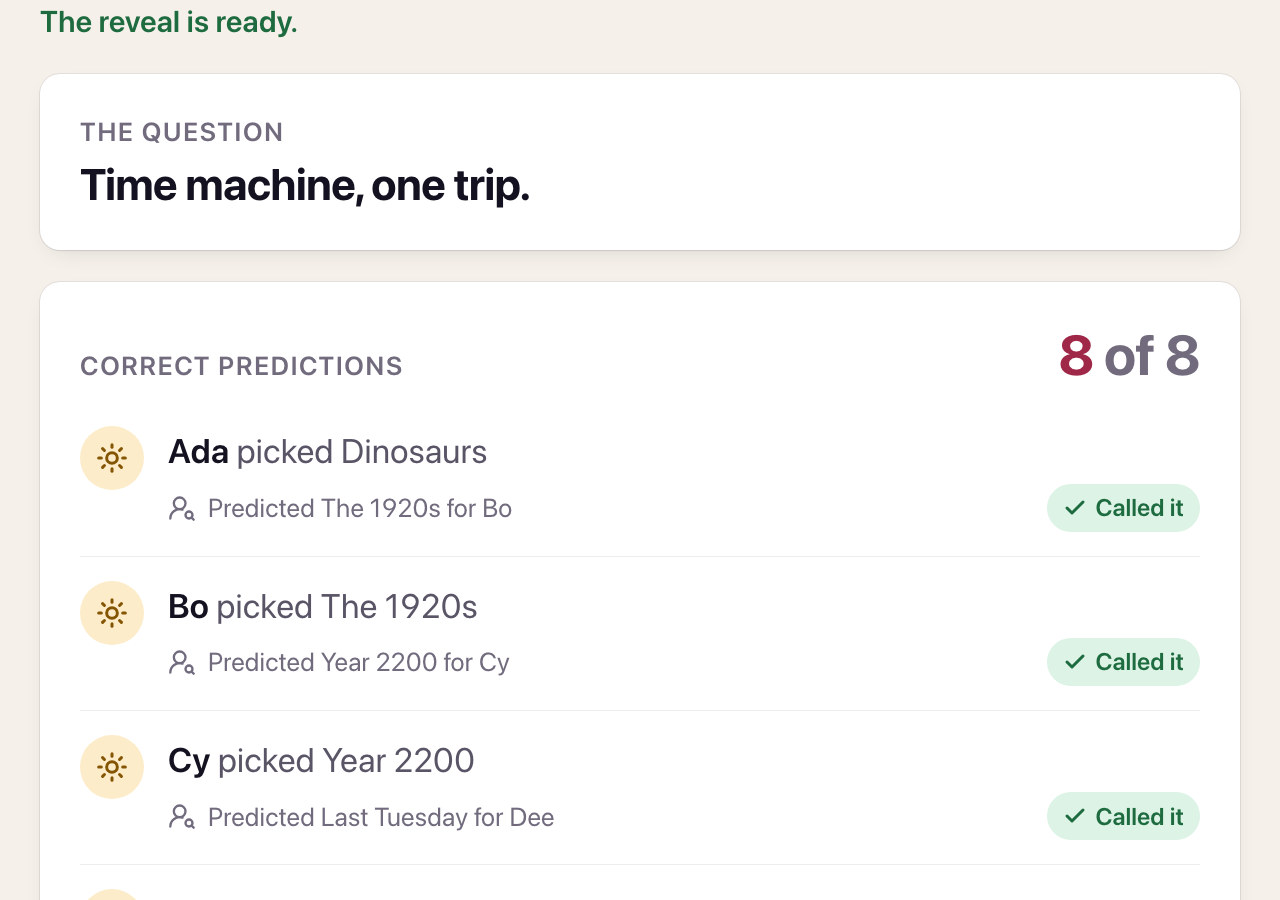 The reveal is ready.
THE QUESTION
Time machine, one trip.
CORRECT PREDICTIONS
8 of 8
Ada picked Dinosaurs
Predicted The 1920s for Bo
Called it
Bo picked The 1920s
Predicted Year 2200 for Cy
Called it
Cy picked Year 2200
Predicted Last Tuesday for Dee
Called it